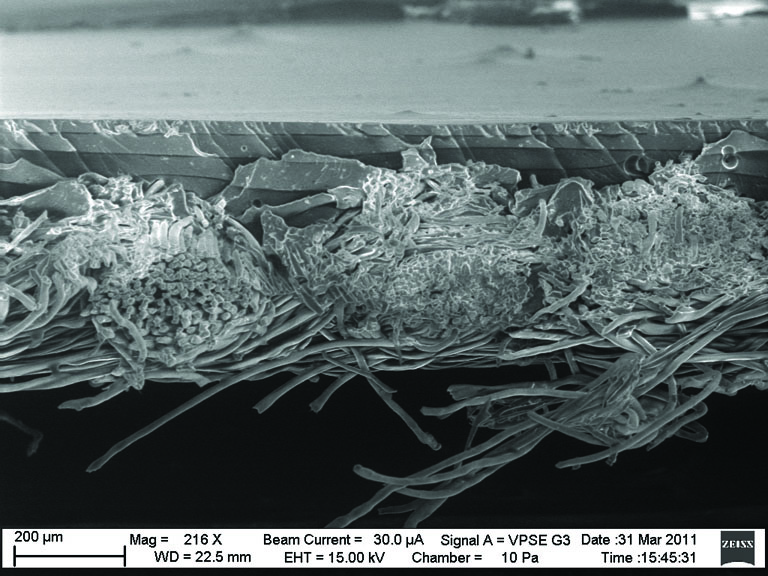 200 µm Mag = 216 X Beam Current = 30.0 µA Signal A = VPSE G3 Date :31 Mar 2011
WD = 22.5 mm EHT = 15.00 kV Chamber = 10 Pa Time :15:45:31
ZEISS